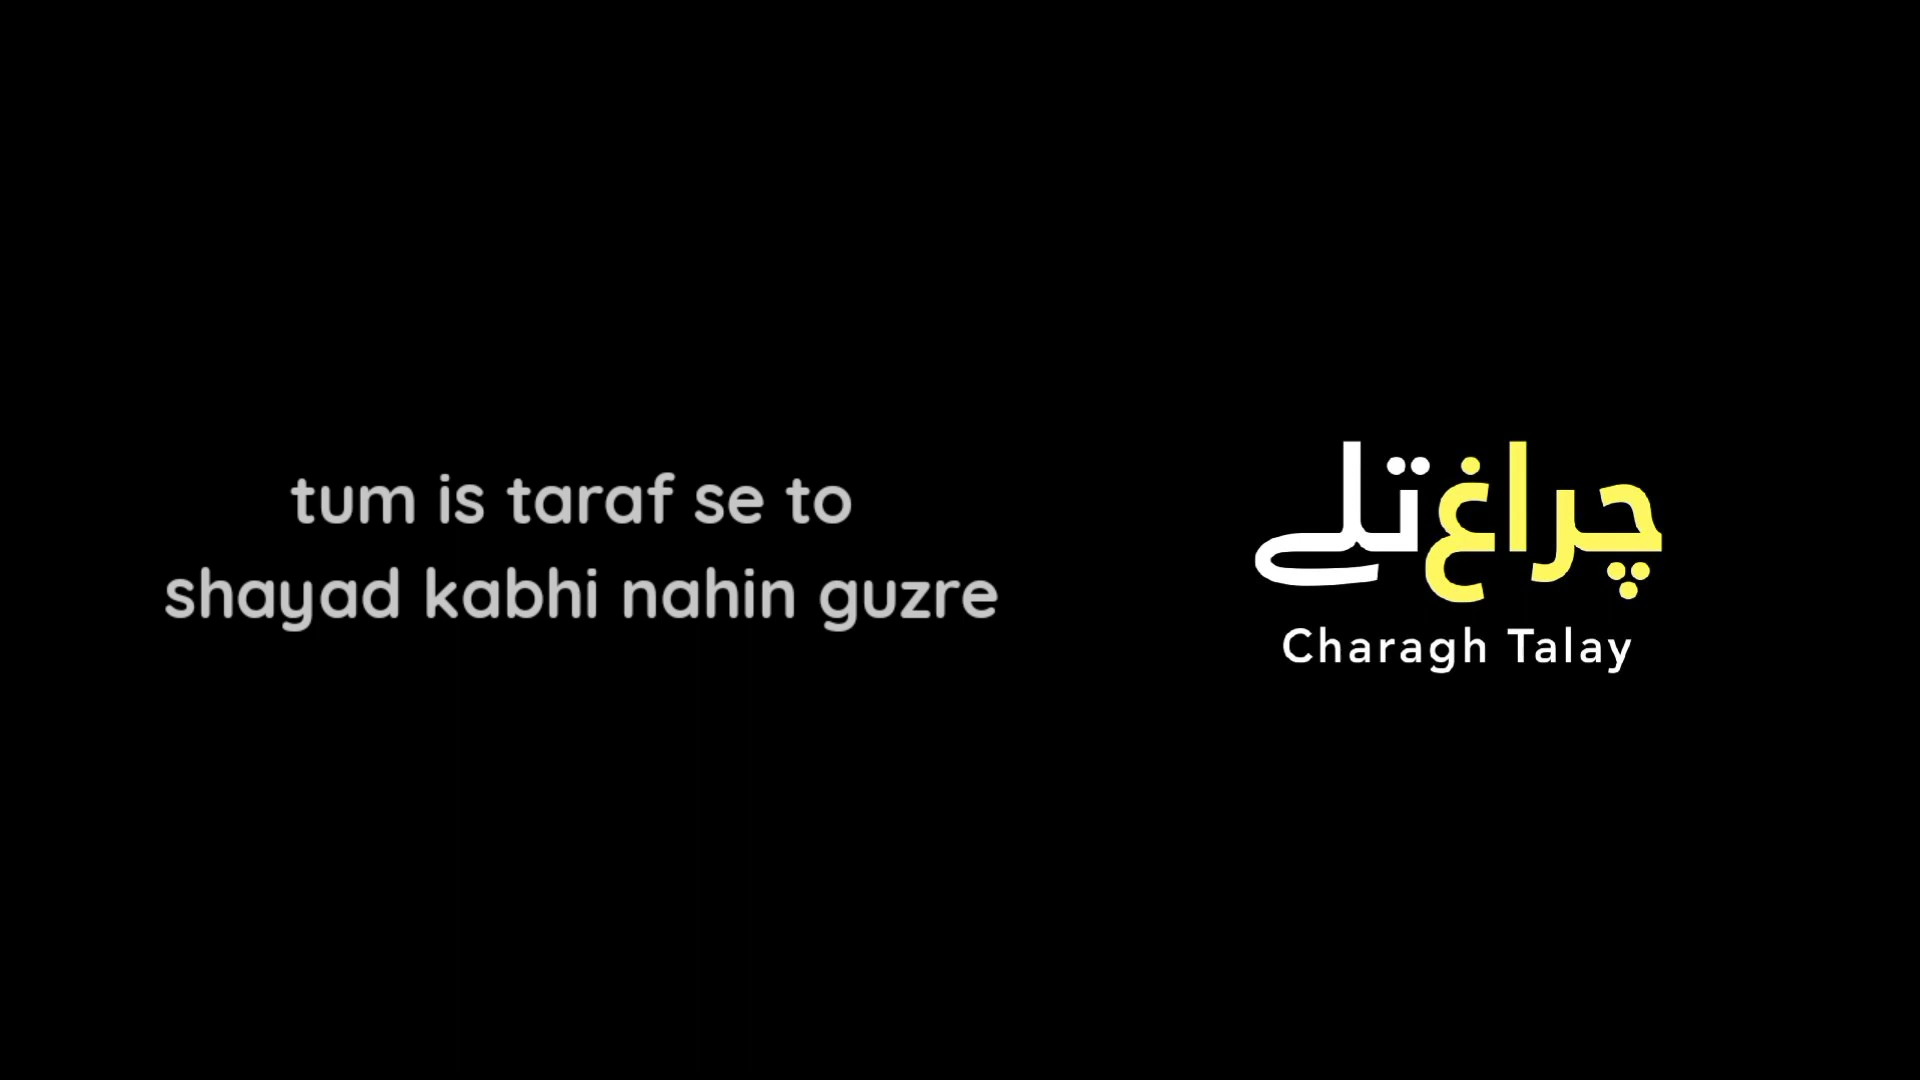 tum is taraf se to
shayad kabhi nahin guzre
چراغ تلے
Charagh Talay